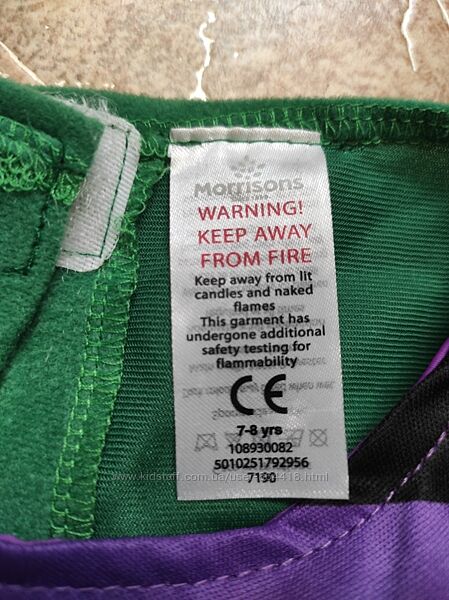 Morrisons
WARNING!
KEEP AWAY
FROM FIRE
Keep away from lit
candles and naked
flames
This garment has
undergone additional
safety testing for
flammability
CE
7-8 yrs
108930082
5010251792956
7190